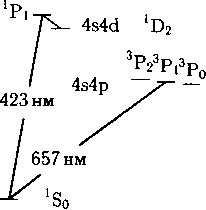 ¹P₁
4s4d ¹D₂
³P₂³P₁³P₀
4s4p
423 нм
657 нм
¹S₀